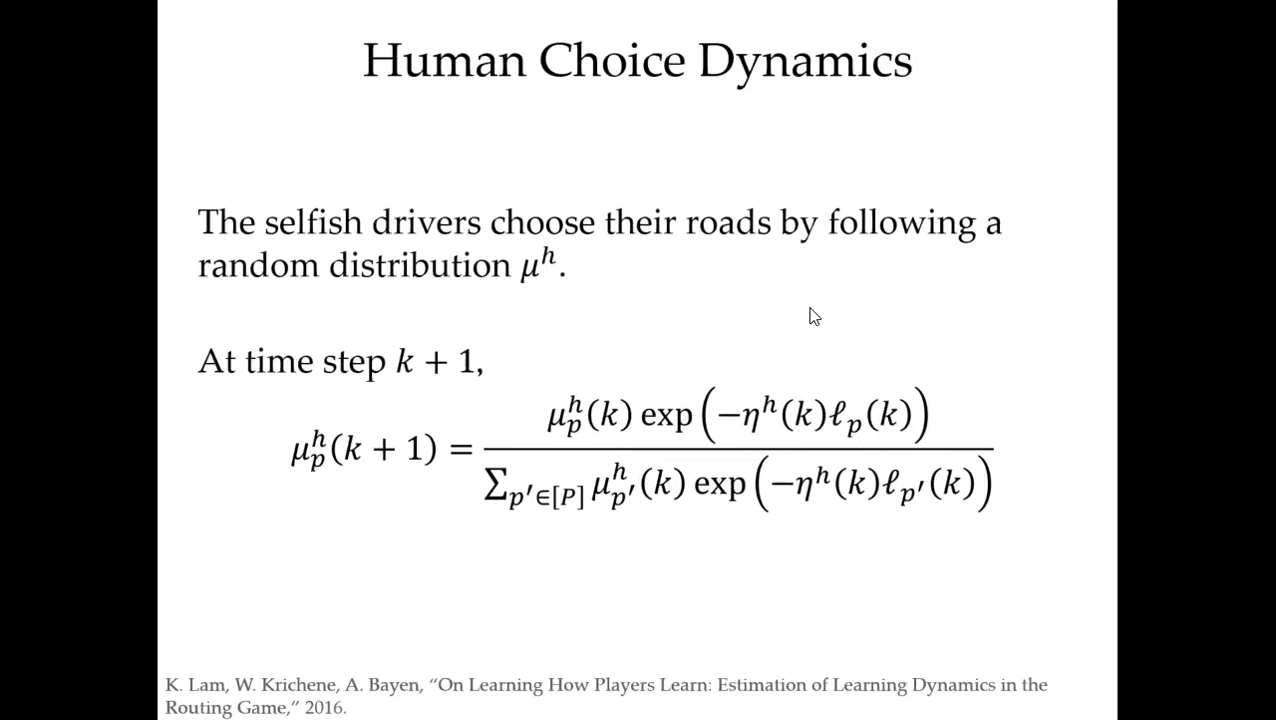 Human Choice Dynamics
The selfish drivers choose their roads by following a
random distribution μ^h.
At time step k + 1,
μ_p^h(k + 1) = \frac{μ_p^h(k) exp(−η^h(k)ℓ_p(k))}{∑_{p′∈[P]} μ_{p′}^h(k) exp(−η^h(k)ℓ_{p′}(k))}
K. Lam, W. Krichene, A. Bayen, “On Learning How Players Learn: Estimation of Learning Dynamics in the
Routing Game,” 2016.